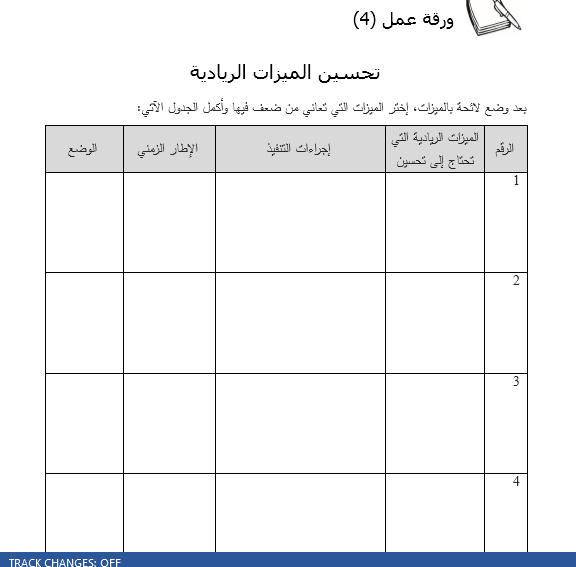 ورقة عمل (4)
تحسين الميزات الريادية
بعد وضع لائحة بالميزات، إختر الميزات التي تعاني من ضعف فيها وأكمل الجدول الآتي:
الرقم
الميزات الريادية التي
تحتاج إلى تحسين
إجراءات التنفيذ
الإطار الزمني
الوضع
1
2
3
4
TRACK CHANGES: OFF